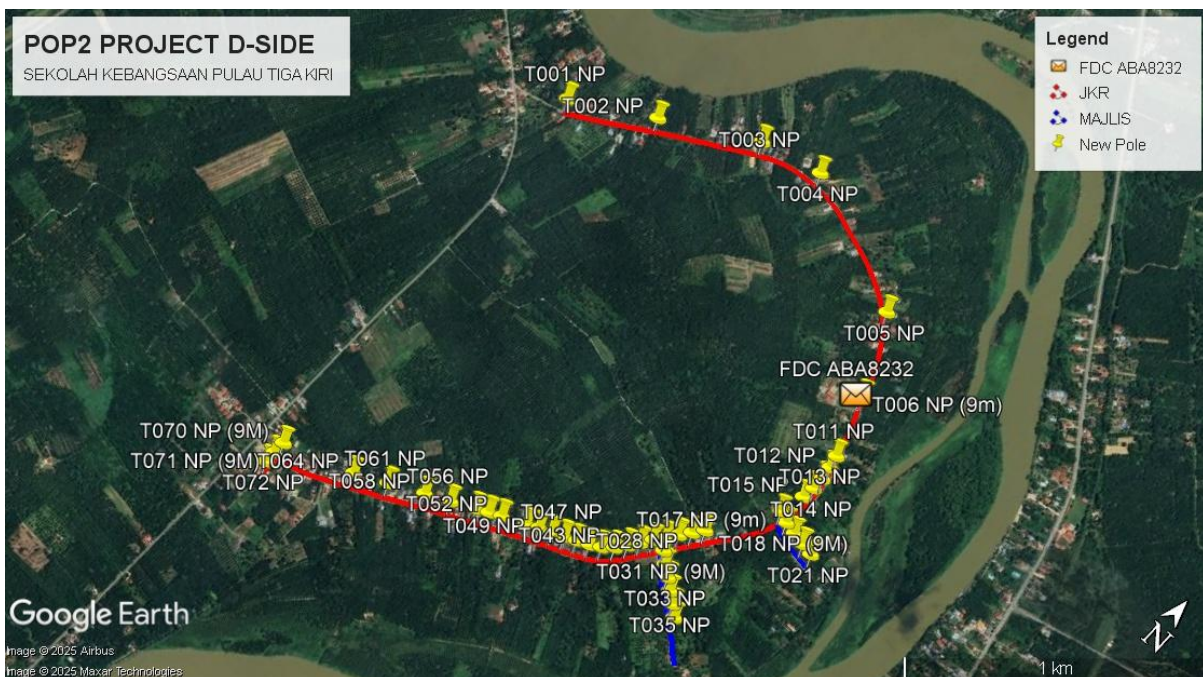 POP2 PROJECT D-SIDE
SEKOLAH KEBANGSAAN PULAU TIGA KIRI
Legend
FDC ABA8232
JKR
MAJLIS
New Pole
T001 NP
T002 NP
T003 NP
T004 NP
T005 NP
FDC ABA8232
T006 NP (9m)
T011 NP
T012 NP
T013 NP
T015 NP
T014 NP
T017 NP (9m)
T018 NP (9M)
T021 NP
T070 NP (9M)
T071 NP (9M)
T064 NP
T061 NP
T072 NP
T058 NP
T056 NP
T052 NP
T049 NP
T047 NP
T043 NP
T028 NP
T031 NP (9M)
T033 NP
T035 NP
Google Earth
Image © 2025 Airbus
Image © 2025 Maxar Technologies
1 km
N